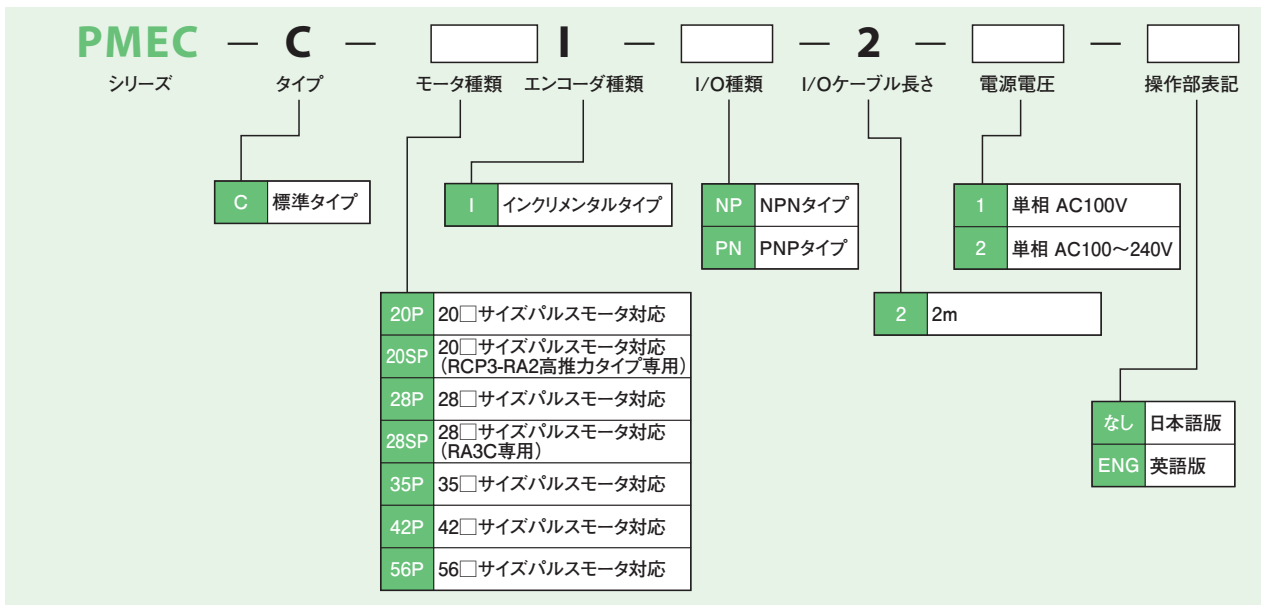 PMEC － C － □ I － □ － 2 － □ － □
シリーズ タイプ モータ種類 エンコーダ種類 I/O種類 I/Oケーブル長さ 電源電圧 操作部表記
C 標準タイプ
I インクリメンタルタイプ
NP NPNタイプ
PN PNPタイプ
1 単相 AC100V
2 単相 AC100～240V
20P 20□サイズパルスモータ対応
20SP 20□サイズパルスモータ対応
（RCP3-RA2高推力タイプ専用）
28P 28□サイズパルスモータ対応
28SP 28□サイズパルスモータ対応
（RA3C専用）
35P 35□サイズパルスモータ対応
42P 42□サイズパルスモータ対応
56P 56□サイズパルスモータ対応
2 2m
なし 日本語版
ENG 英語版